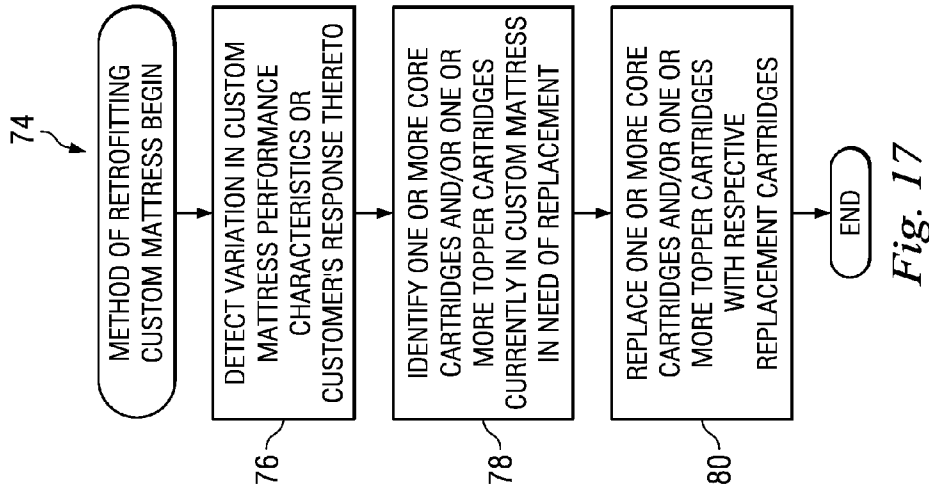 74
METHOD OF RETROFITTING
CUSTOM MATTRESS BEGIN
76
DETECT VARIATION IN CUSTOM
MATTRESS PERFORMANCE
CHARACTERISTICS OR
CUSTOMER'S RESPONSE THERETO
78
IDENTIFY ONE OR MORE CORE
CARTRIDGES AND/OR ONE OR
MORE TOPPER CARTRIDGES
CURRENTLY IN CUSTOM MATTRESS
IN NEED OF REPLACEMENT
80
REPLACE ONE OR MORE CORE
CARTRIDGES AND/OR ONE OR
MORE TOPPER CARTRIDGES
WITH RESPECTIVE
REPLACEMENT CARTRIDGES
END
Fig. 17